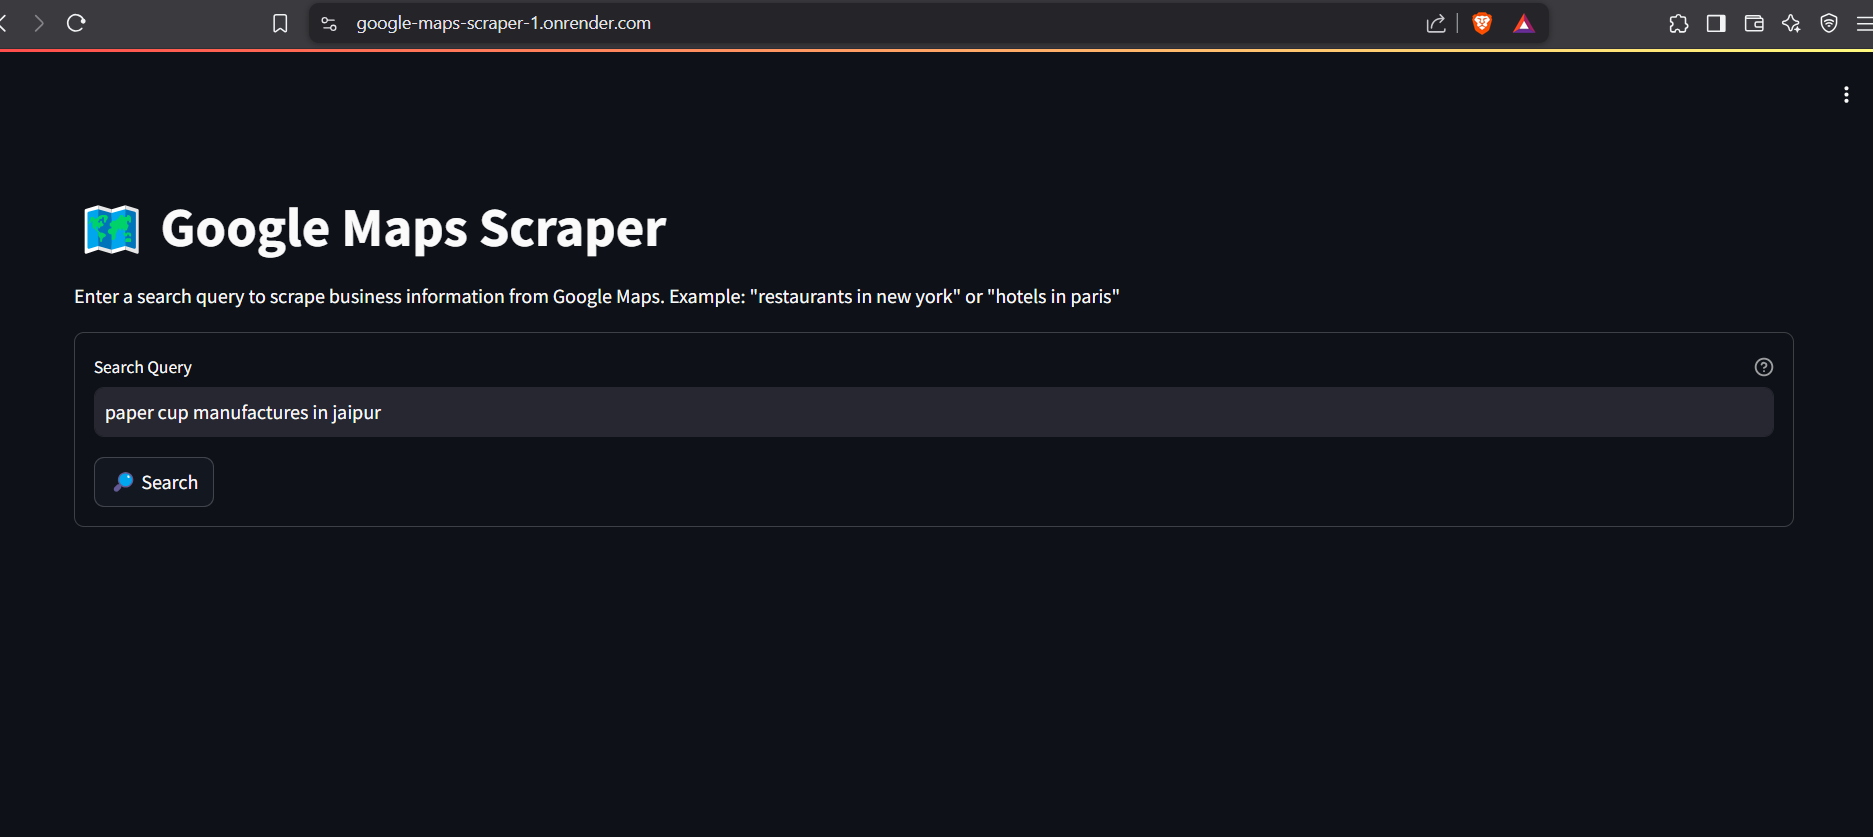 google-maps-scraper-1.onrender.com
Google Maps Scraper
Enter a search query to scrape business information from Google Maps. Example: "restaurants in new york" or "hotels in paris"
Search Query
paper cup manufactures in jaipur
Search